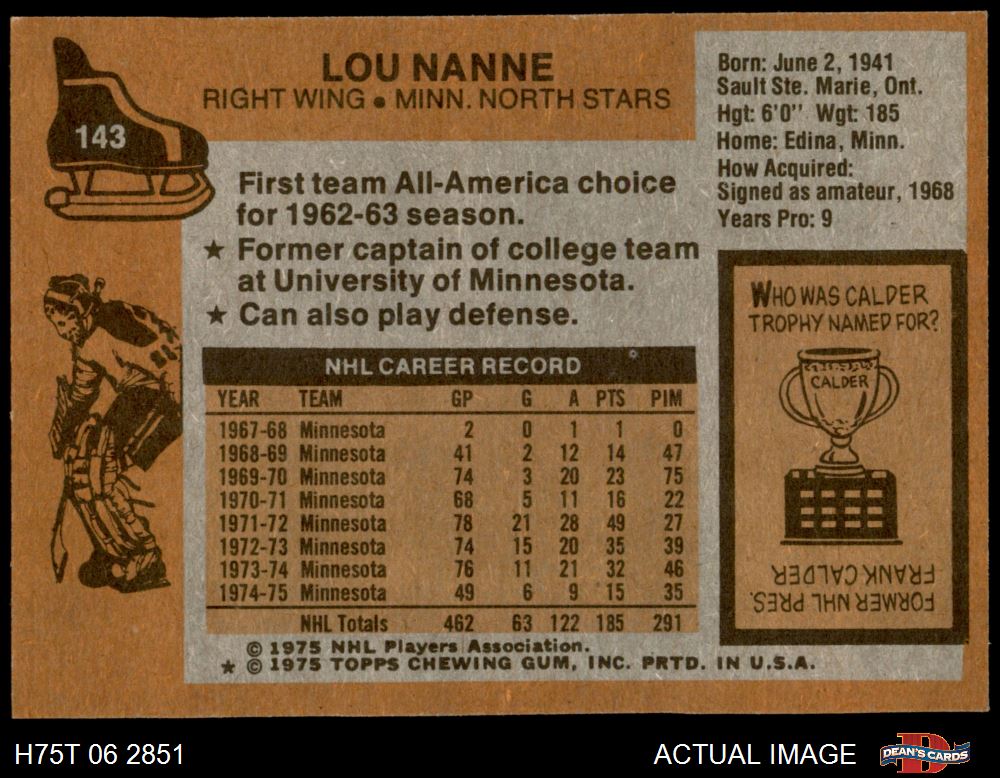 143
LOU NANNE
RIGHT WING ● MINN. NORTH STARS
Born: June 2, 1941
Sault Ste. Marie, Ont.
Hgt: 6'0'' Wgt: 185
Home: Edina, Minn.
How Acquired:
Signed as amateur, 1968
Years Pro: 9
First team All-America choice
for 1962-63 season.
★ Former captain of college team
at University of Minnesota.
★ Can also play defense.
NHL CAREER RECORD
YEAR TEAM GP G A PTS PIM
1967-68 Minnesota 2 0 1 1 0
1968-69 Minnesota 41 2 12 14 47
1969-70 Minnesota 74 3 20 23 75
1970-71 Minnesota 68 5 11 16 22
1971-72 Minnesota 78 21 28 49 27
1972-73 Minnesota 74 15 20 35 39
1973-74 Minnesota 76 11 21 32 46
1974-75 Minnesota 49 6 9 15 35
NHL Totals 462 63 122 185 291
© 1975 NHL Players Association.
★ © 1975 TOPPS CHEWING GUM, INC. PRTD. IN U.S.A.
WHO WAS CALDER
TROPHY NAMED FOR?
CALDER
FORMER NHL PRES.
FRANK CALDER
H75T 06 2851
ACTUAL IMAGE
DEAN'S CARDS